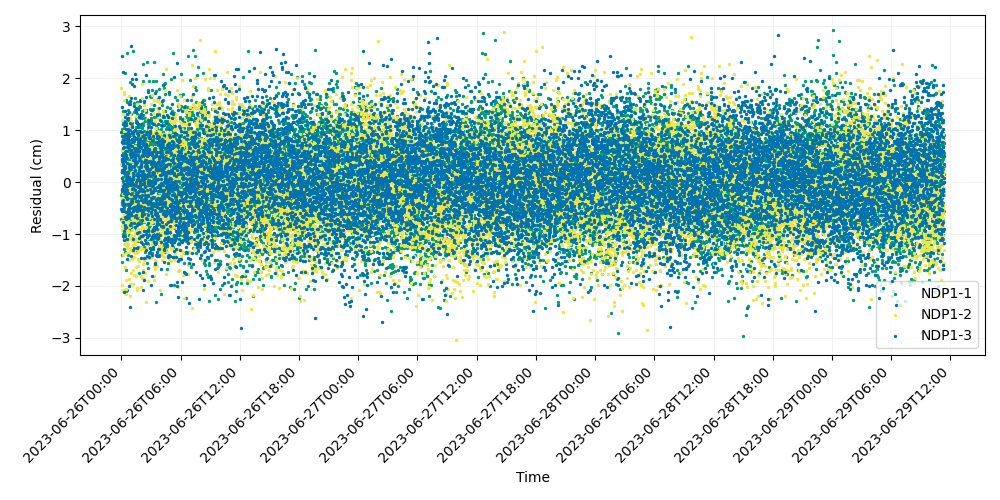 3
2
1
0
−1
−2
−3
Residual (cm)
2023-06-26T00:00
2023-06-26T06:00
2023-06-26T12:00
2023-06-26T18:00
2023-06-27T00:00
2023-06-27T06:00
2023-06-27T12:00
2023-06-27T18:00
2023-06-28T00:00
2023-06-28T06:00
2023-06-28T12:00
2023-06-28T18:00
2023-06-29T00:00
2023-06-29T06:00
2023-06-29T12:00
Time
NDP1-1
NDP1-2
NDP1-3